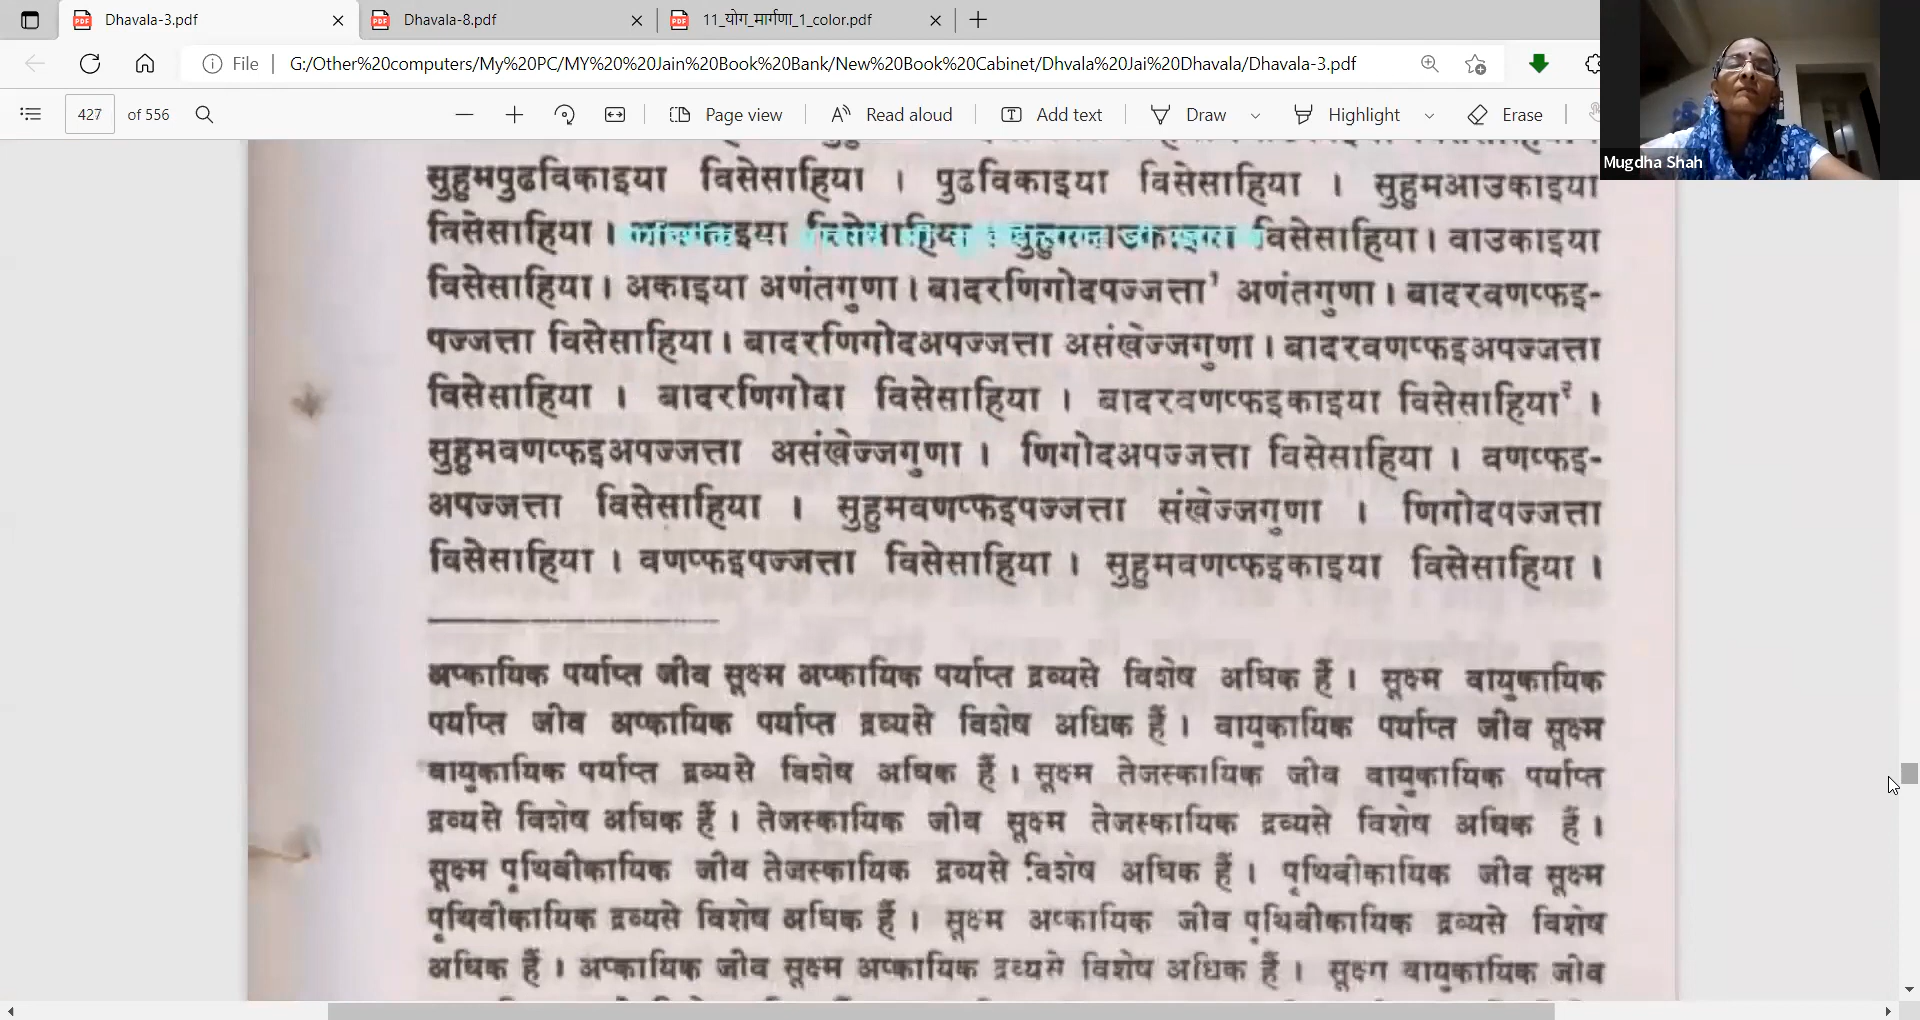 Dhavala-3.pdf
Dhavala-8.pdf
11_योग_मार्गणा_1_color.pdf
File
G:/Other%20computers/My%20PC/MY%20%20Jain%20Book%20Bank/New%20Book%20Cabinet/Dhvala%20Jai%20Dhavala/Dhavala-3.pdf
427 of 556
Page view
Read aloud
Add text
Draw
Highlight
Erase
Mugdha Shah
सुहुमपुढविकाइया विसेसाहिया । पुढविकाइया विसेसाहिया । सुहुमआउकाइया
विसेसाहिया । विसेसाहिया । विसेसाहिया । वाउकाइया
विसेसाहिया । अकाइया अणंतगुणा । बादरणिगोदपज्जत्ता¹ अणंतगुणा । बादरवणप्फइ-
पज्जत्ता विसेसाहिया । बादरणिगोदअपज्जत्ता असंखेज्जगुणा । बादरवणप्फइअपज्जत्ता
विसेसाहिया । बादरणिगोदा विसेसाहिया । बादरवणप्फइकाइया विसेसाहिया² ।
सुहुमवणप्फइअपज्जत्ता असंखेज्जगुणा । णिगोदअपज्जत्ता विसेसाहिया । वणप्फइ-
अपज्जत्ता विसेसाहिया । सुहुमवणप्फइपज्जत्ता संखेज्जगुणा । णिगोदपज्जत्ता
विसेसाहिया । वणप्फइपज्जत्ता विसेसाहिया । सुहुमवणप्फइकाइया विसेसाहिया ।
अप्कायिक पर्याप्त जीव सूक्ष्म अप्कायिक पर्याप्त द्रव्यसे विशेष अधिक हैं । सूक्ष्म वायुकायिक
पर्याप्त जीव अप्कायिक पर्याप्त द्रव्यसे विशेष अधिक हैं । वायुकायिक पर्याप्त जीव सूक्ष्म
वायुकायिक पर्याप्त द्रव्यसे विशेष अधिक हैं । सूक्ष्म तेजस्कायिक जीव वायुकायिक पर्याप्त
द्रव्यसे विशेष अधिक हैं । तेजस्कायिक जीव सूक्ष्म तेजस्कायिक द्रव्यसे विशेष अधिक हैं ।
सूक्ष्म पृथिवीकायिक जीव तेजस्कायिक द्रव्यसे विशेष अधिक हैं । पृथिवीकायिक जीव सूक्ष्म
पृथिवीकायिक द्रव्यसे विशेष अधिक हैं । सूक्ष्म अप्कायिक जीव पृथिवीकायिक द्रव्यसे विशेष
अधिक हैं । अप्कायिक जीव सूक्ष्म अप्कायिक द्रव्यसे विशेष अधिक हैं । सूक्ष्म वायुकायिक जीव